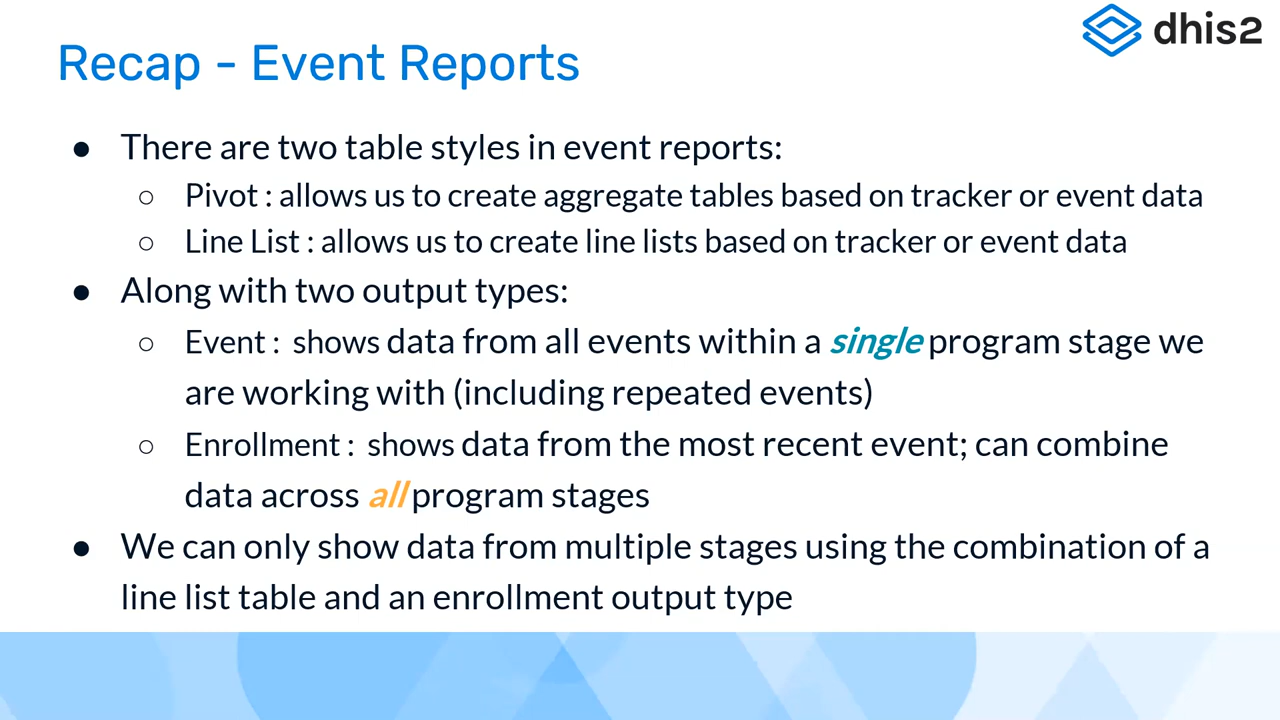 dhis2
Recap - Event Reports
● There are two table styles in event reports:
○ Pivot : allows us to create aggregate tables based on tracker or event data
○ Line List : allows us to create line lists based on tracker or event data
● Along with two output types:
○ Event : shows data from all events within a single program stage we
are working with (including repeated events)
○ Enrollment : shows data from the most recent event; can combine
data across all program stages
● We can only show data from multiple stages using the combination of a
line list table and an enrollment output type